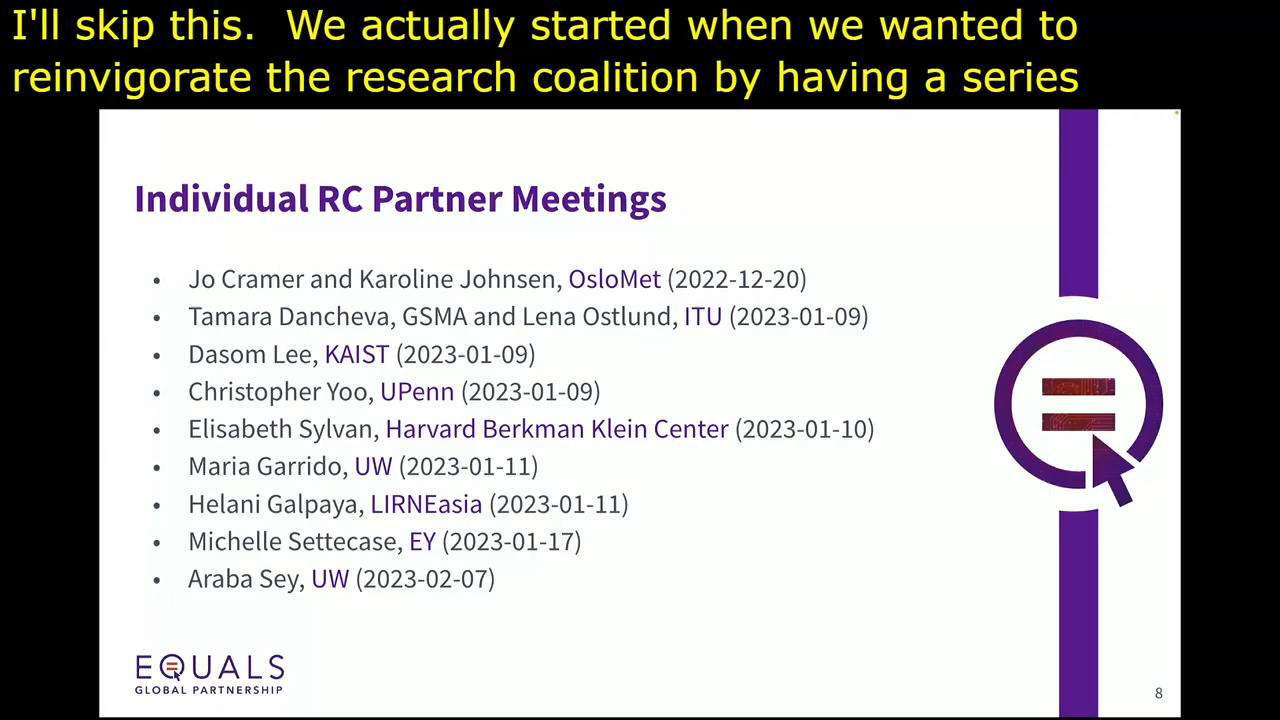 I'll skip this.  We actually started when we wanted to
reinvigorate the research coalition by having a series
Individual RC Partner Meetings
• Jo Cramer and Karoline Johnsen, OsloMet (2022-12-20)
• Tamara Dancheva, GSMA and Lena Ostlund, ITU (2023-01-09)
• Dasom Lee, KAIST (2023-01-09)
• Christopher Yoo, UPenn (2023-01-09)
• Elisabeth Sylvan, Harvard Berkman Klein Center (2023-01-10)
• Maria Garrido, UW (2023-01-11)
• Helani Galpaya, LIRNEasia (2023-01-11)
• Michelle Settecase, EY (2023-01-17)
• Araba Sey, UW (2023-02-07)
EQUALS
GLOBAL PARTNERSHIP
8